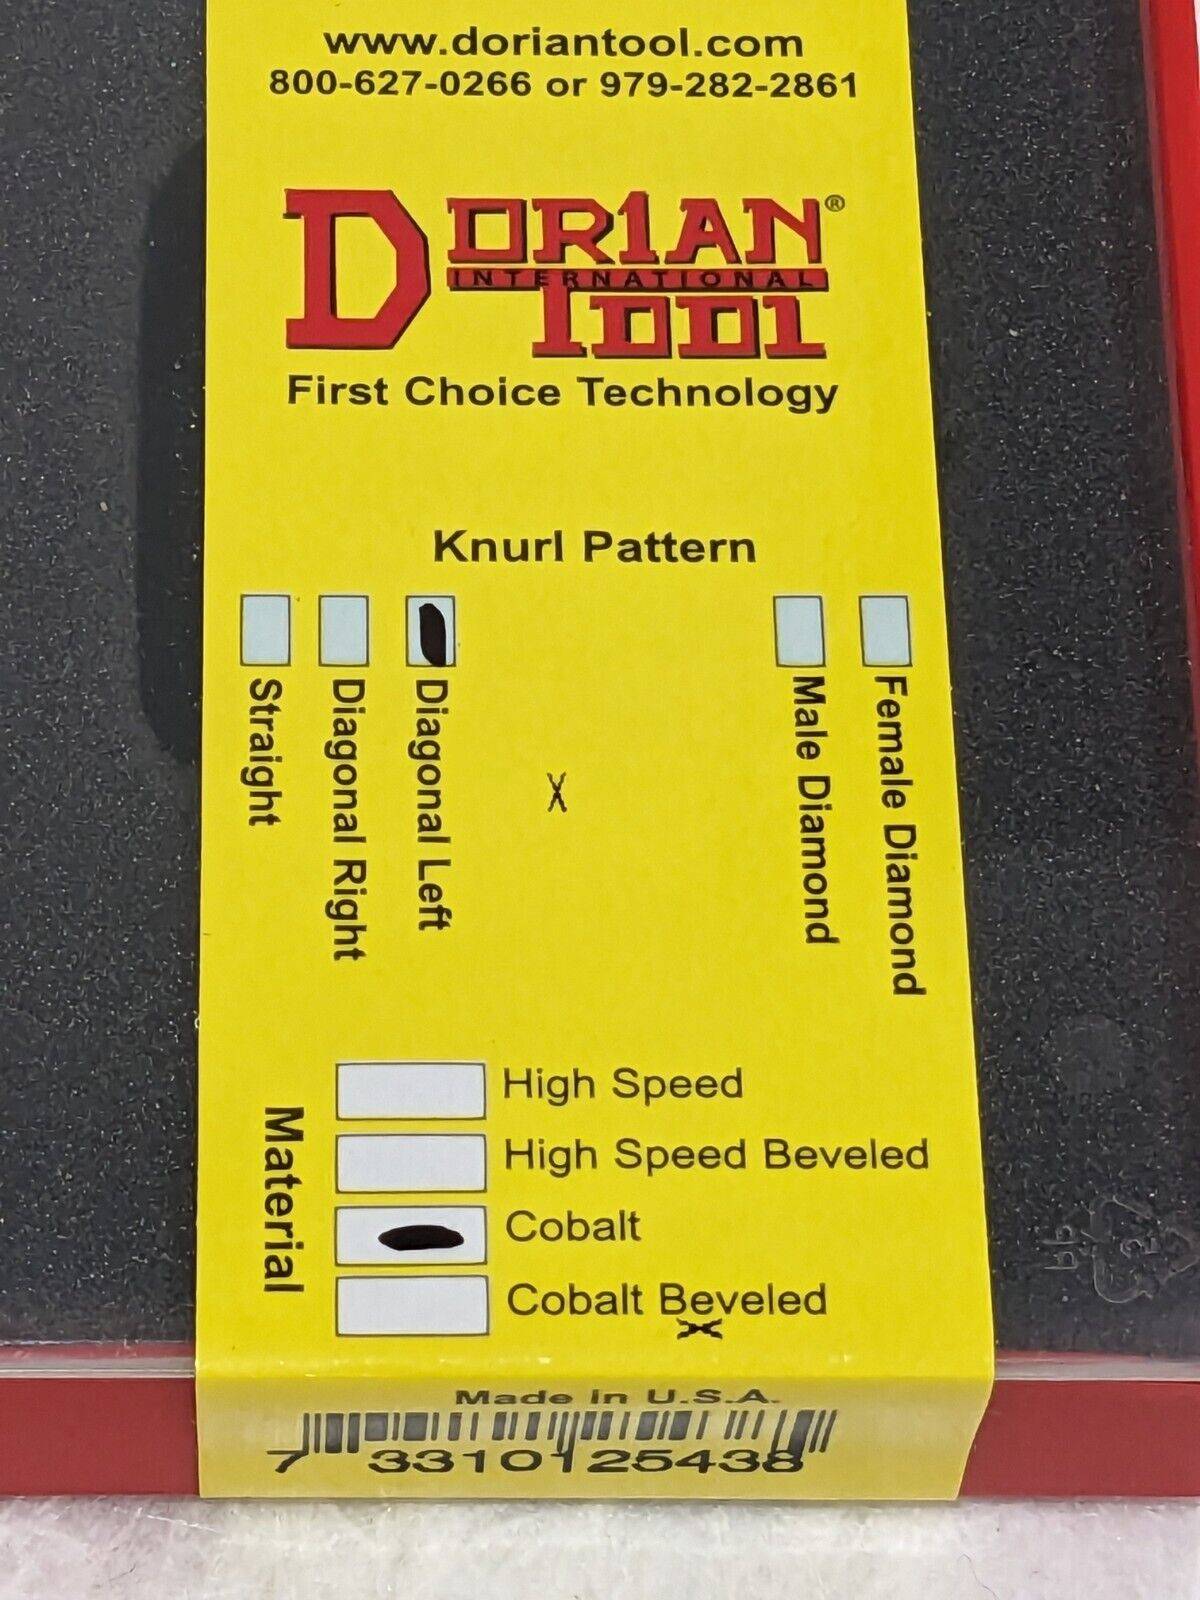 www.doriantool.com
800-627-0266 or 979-282-2861
DORIAN®
INTERNATIONAL
TOOL
First Choice Technology
Knurl Pattern
Straight
Diagonal Right
Diagonal Left
Male Diamond
Female Diamond
Material
High Speed
High Speed Beveled
Cobalt
Cobalt Beveled
Made in U.S.A.
7 33101 25438